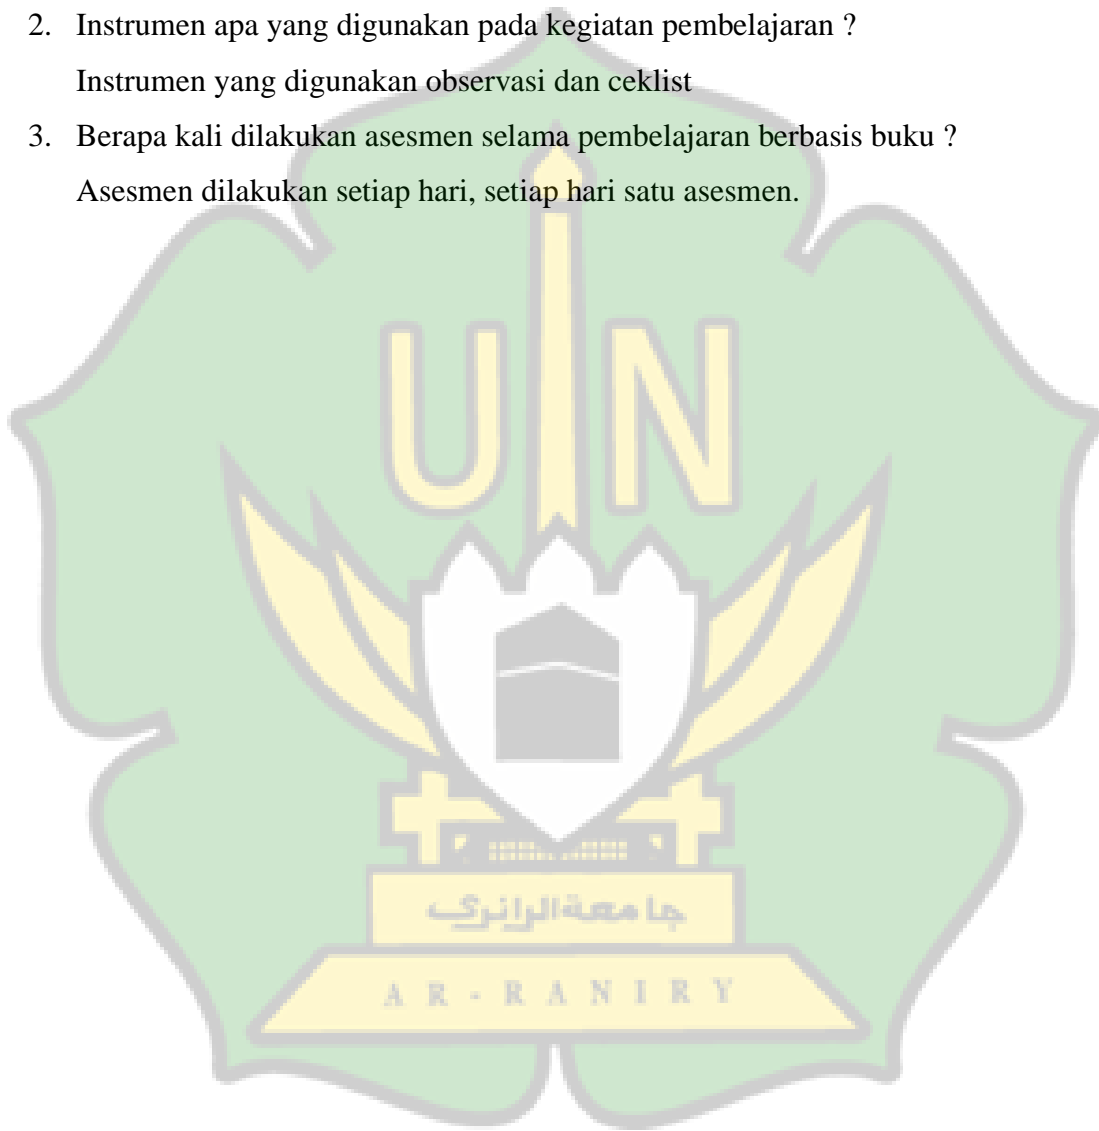 2. Instrumen apa yang digunakan pada kegiatan pembelajaran ?
Instrumen yang digunakan observasi dan ceklist
3. Berapa kali dilakukan asesmen selama pembelajaran berbasis buku ?
Asesmen dilakukan setiap hari, setiap hari satu asesmen.
UIN
جامعة الرانري
AR-RANIRY